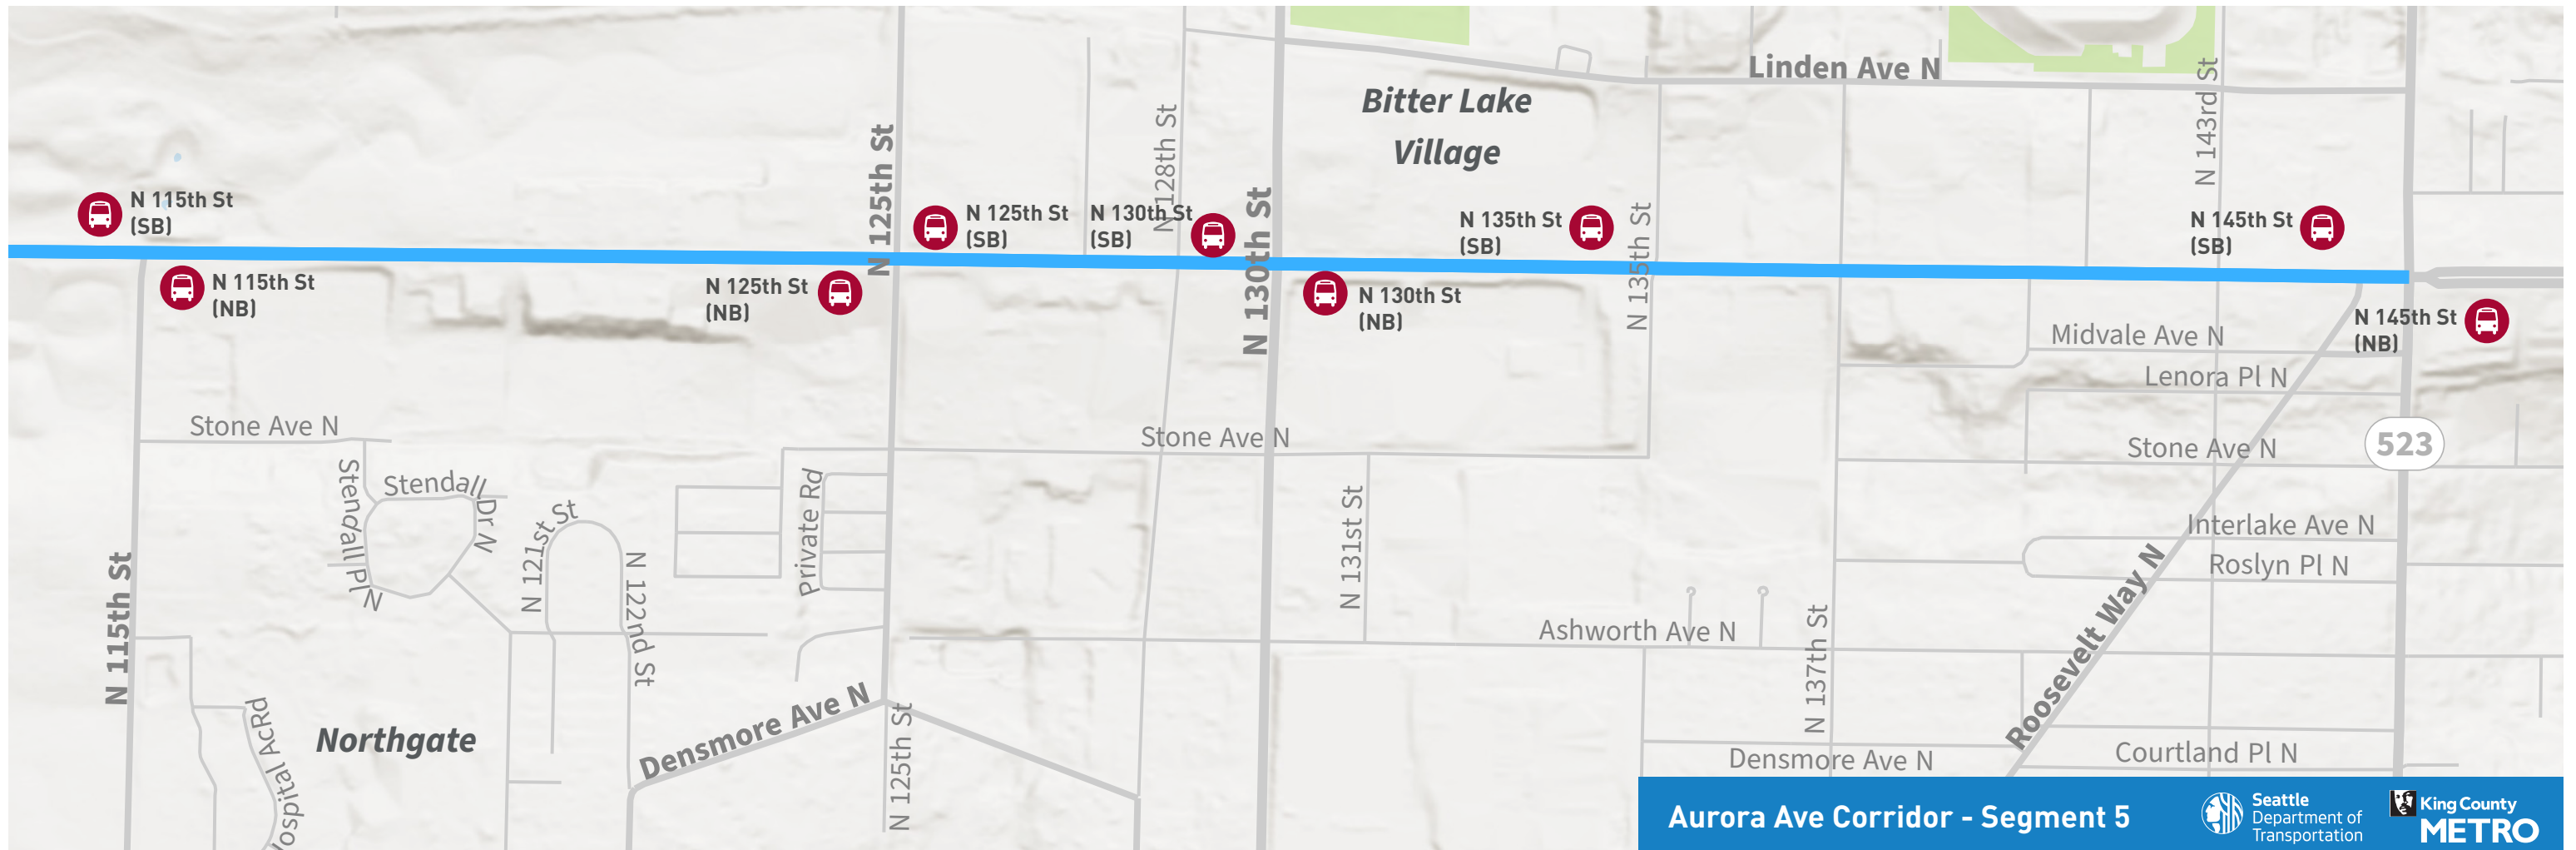 Linden Ave N
Bitter Lake
Village
N 143rd St
N 128th St
N 125th St
N 115th St
(SB)
N 125th St
(SB)
N 130th St
(SB)
N 130th St
N 135th St
(SB)
N 135th St
N 145th St
(SB)
N 115th St
(NB)
N 125th St
(NB)
N 130th St
(NB)
N 145th St
(NB)
Midvale Ave N
Lenora Pl N
Stone Ave N
Stone Ave N
Stone Ave N
523
Stendall Pl N
Stendall Dr N
N 121st St
N 122nd St
Private Rd
N 131st St
Interlake Ave N
Roslyn Pl N
N 115th St
Ashworth Ave N
N 137th St
Roosevelt Way N
Northgate
Hospital Ac Rd
Densmore Ave N
N 125th St
Densmore Ave N
Courtland Pl N
Aurora Ave Corridor - Segment 5
Seattle
Department of
Transportation
King County
METRO